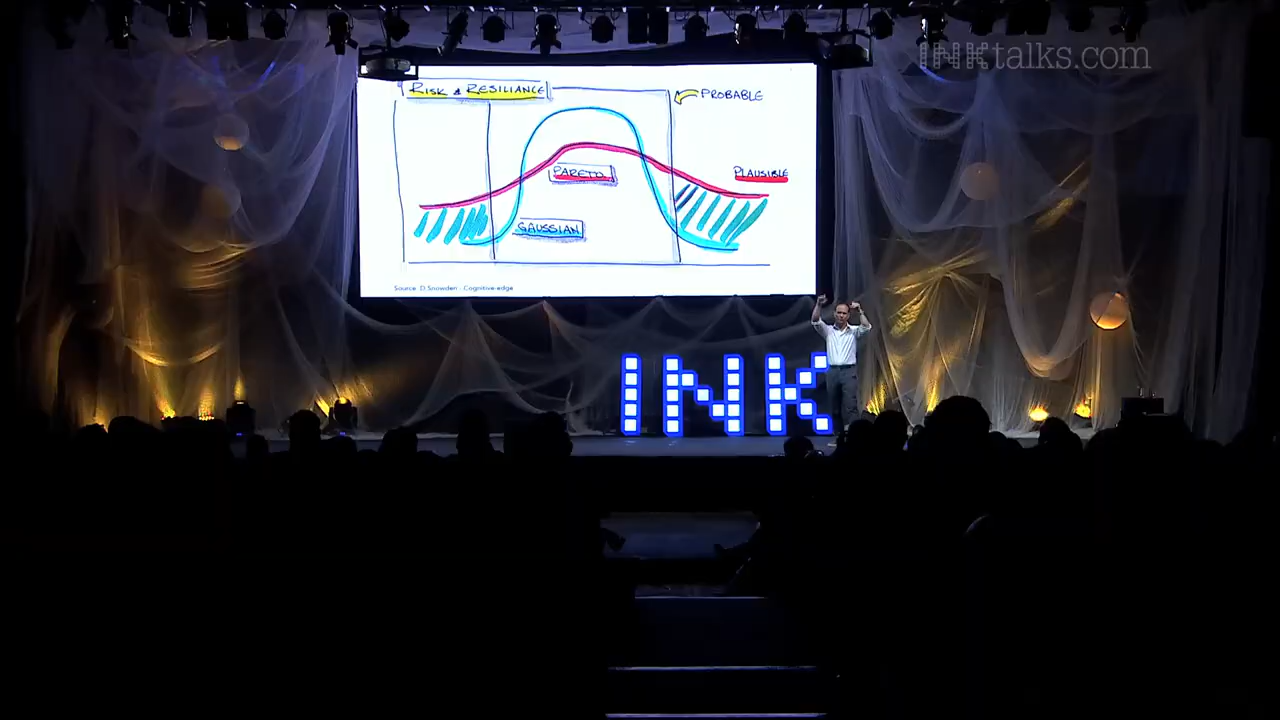 INKtalks.com
RISK & RESILIANCE
PROBABLE
PARETO
PLAUSIBLE
GAUSSIAN
Source: D.Snowden - Cognitive-edge
INK